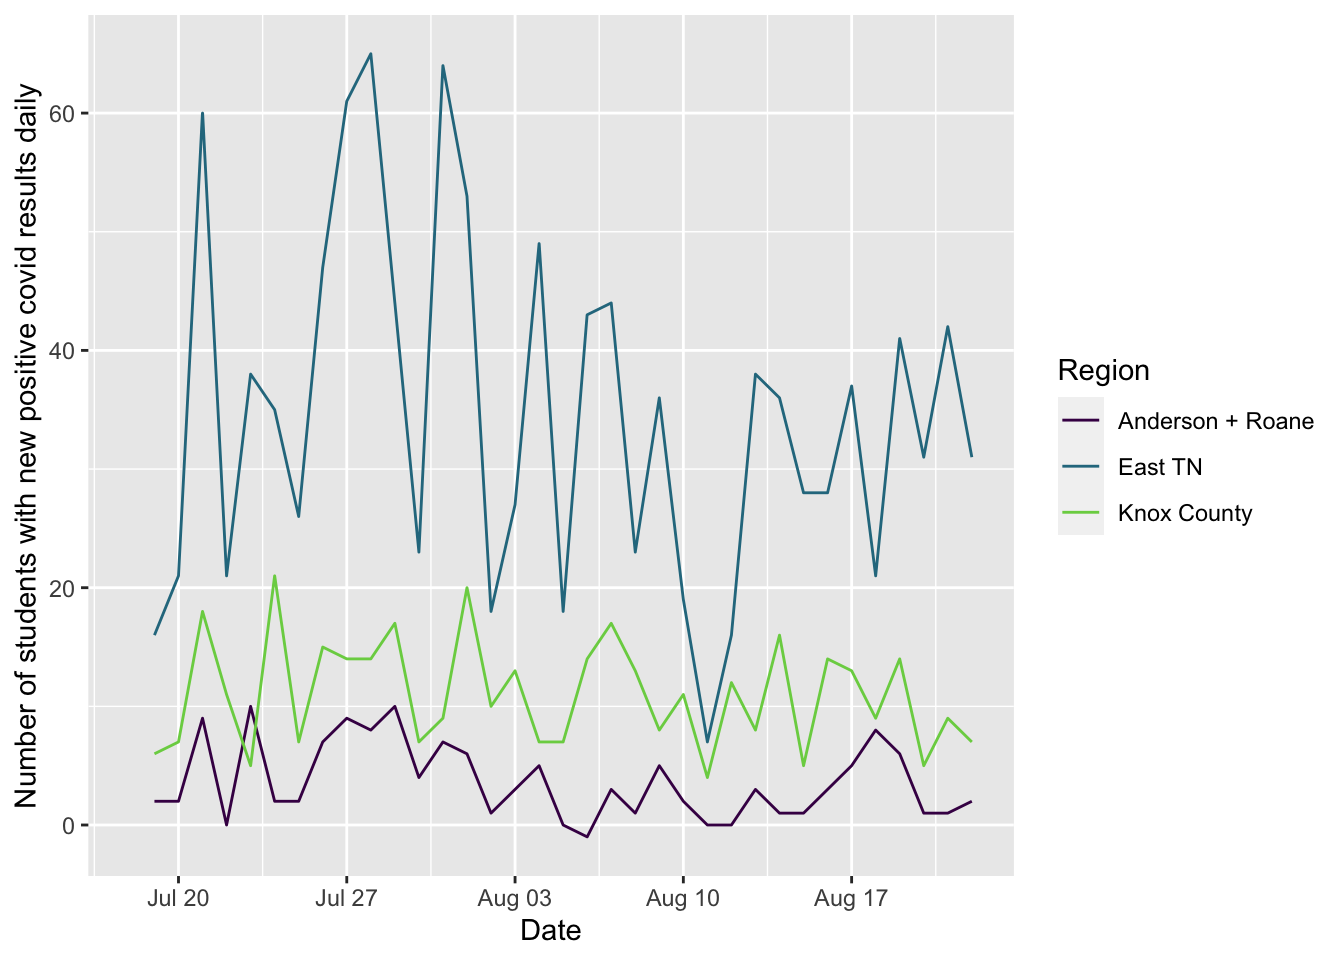 Number of students with new positive covid results daily
60
40
20
0
Jul 20
Jul 27
Aug 03
Aug 10
Aug 17
Date
Region
Anderson + Roane
East TN
Knox County